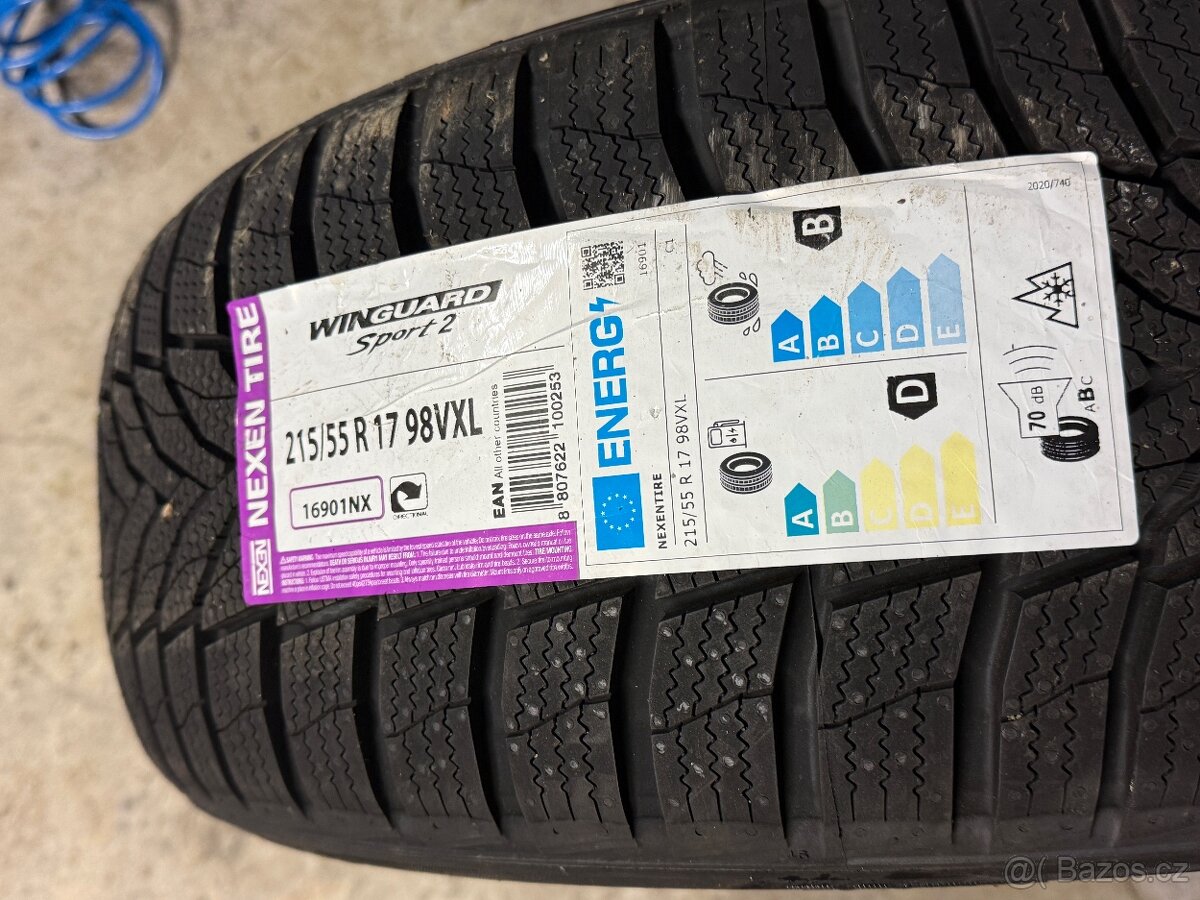 NEXEN NEXEN TIRE
WINGUARD
Sport 2
215/55 R 17 98VXL
16901NX
DIRECTIONAL
EAN All other countries
8 807622 100253
ENERG
16901
NEXENTIRE
215/55 R 17 98VXL
C1
B
A
B
C
D
E
D
A
B
C
D
E
70 dB
ABC
2020/740
@( Bazos.cz